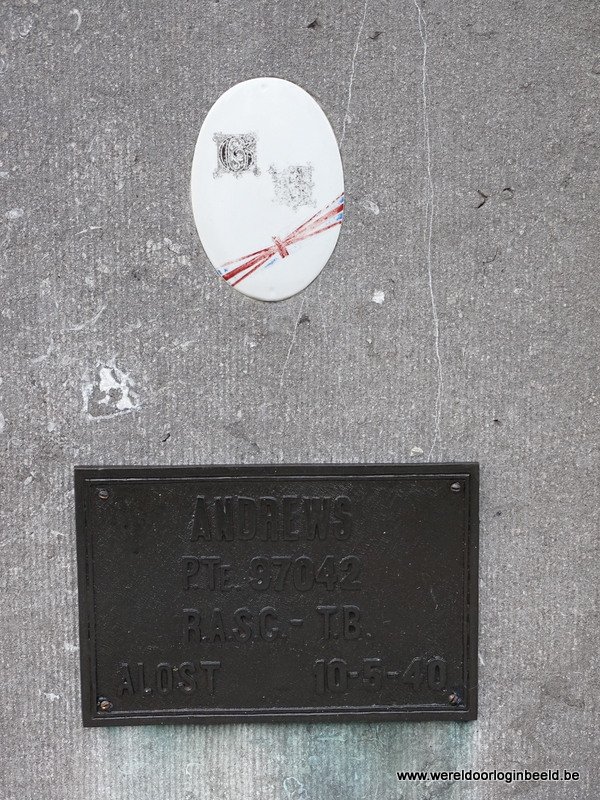 G
ANDREWS
PTE. 97042
R.A.S.C.- T.B.
ALOST 10-5-40
www.wereldoorloginbeeld.be